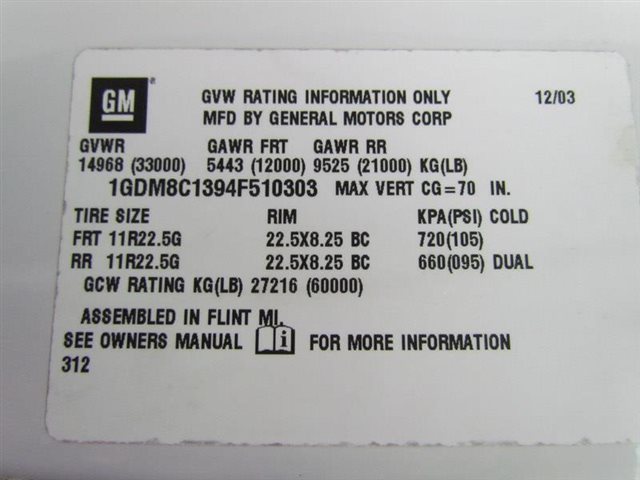 GM ®
GVW RATING INFORMATION ONLY 12/03
MFD BY GENERAL MOTORS CORP
GVWR GAWR FRT GAWR RR
14968 (33000) 5443 (12000) 9525 (21000) KG(LB)
1GDM8C1394F510303 MAX VERT CG=70 IN.
TIRE SIZE RIM KPA(PSI) COLD
FRT 11R22.5G 22.5X8.25 BC 720(105)
RR 11R22.5G 22.5X8.25 BC 660(095) DUAL
GCW RATING KG(LB) 27216 (60000)
ASSEMBLED IN FLINT MI.
SEE OWNERS MANUAL i FOR MORE INFORMATION
312